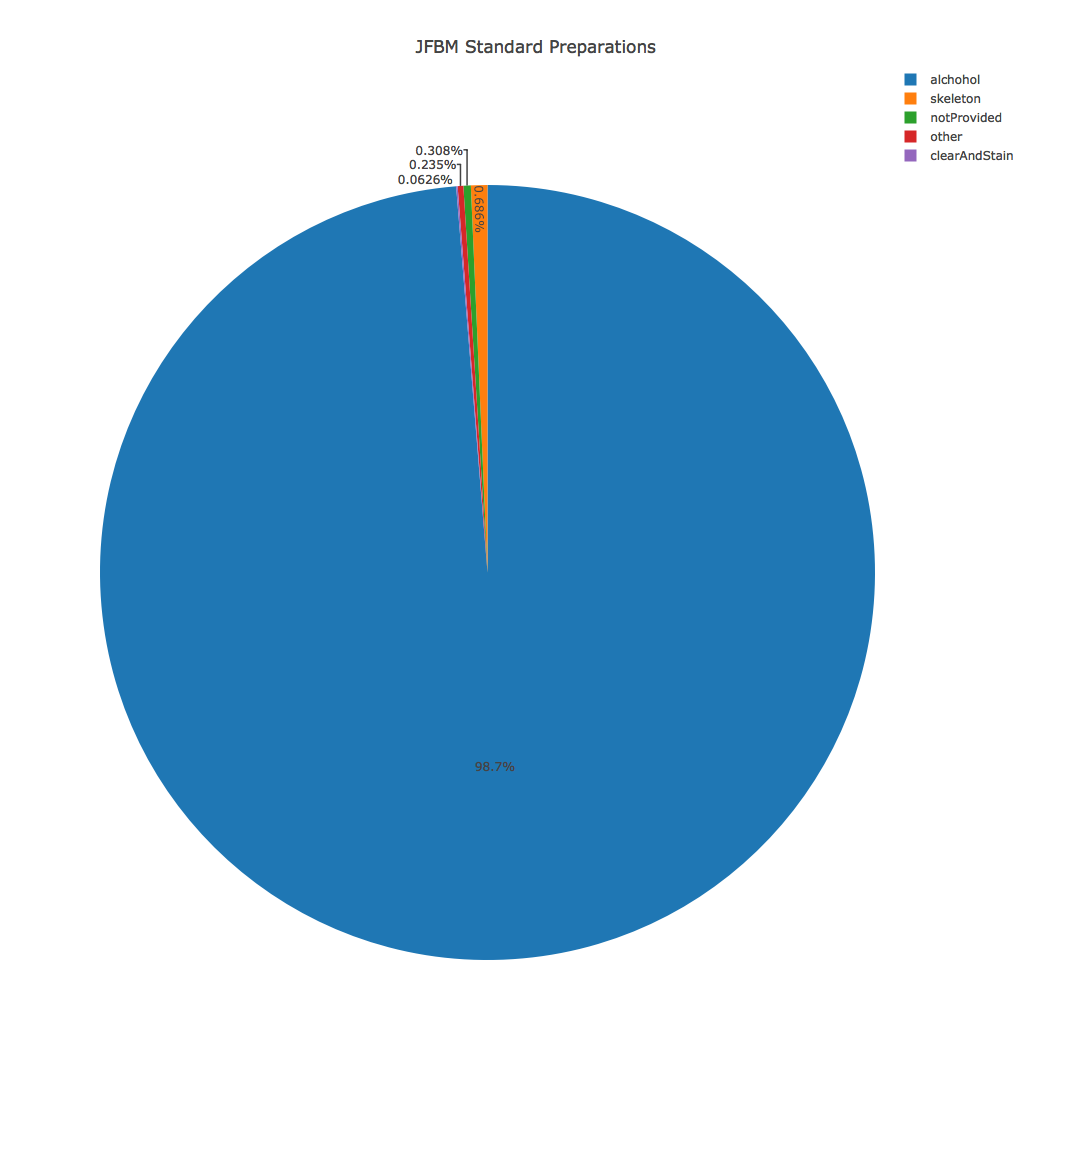 JFBM Standard Preparations
alchohol
skeleton
notProvided
other
clearAndStain
0.308%
0.235%
0.0626%
0.686%
98.7%